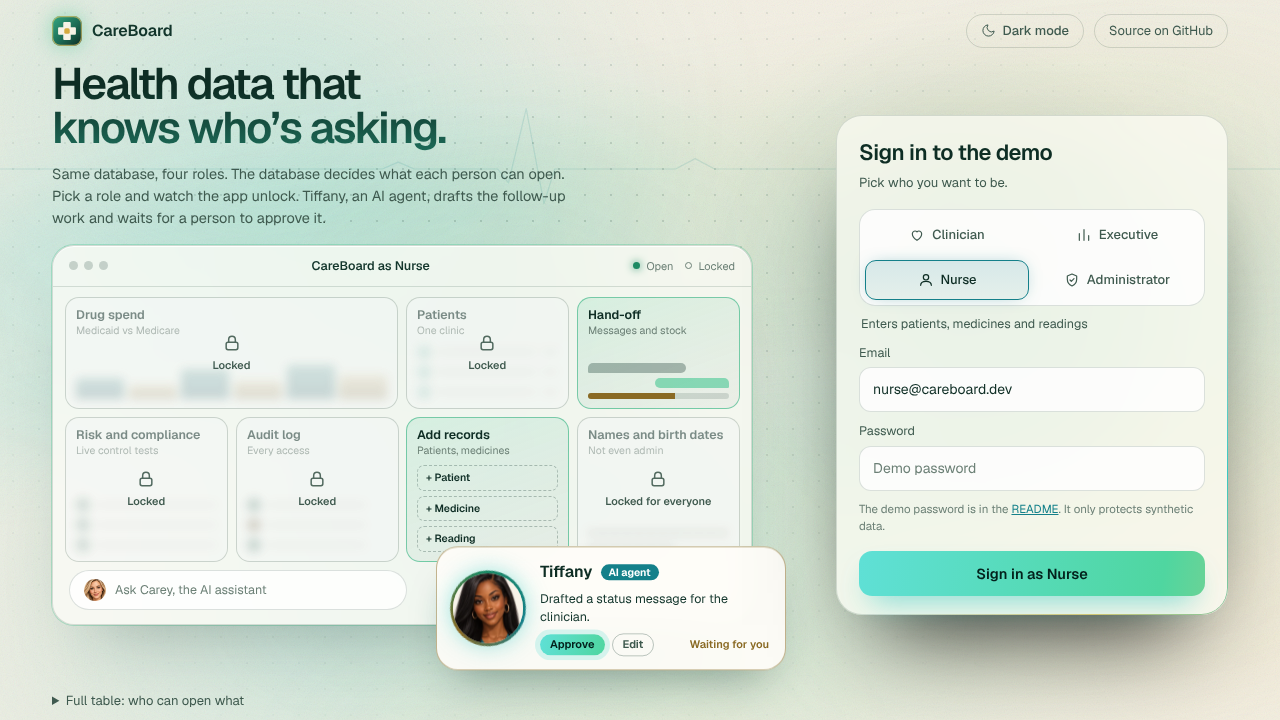 CareBoard
Dark mode
Source on GitHub
Health data that
knows who’s asking.
Same database, four roles. The database decides what each person can open.
Pick a role and watch the app unlock. Tiffany, an AI agent, drafts the follow-up
work and waits for a person to approve it.
CareBoard as Nurse
Open
Locked
Drug spend
Medicaid vs Medicare
Locked
Patients
One clinic
Locked
Hand-off
Messages and stock
Risk and compliance
Live control tests
Locked
Audit log
Every access
Locked
Add records
Patients, medicines
+ Patient
+ Medicine
+ Reading
Names and birth dates
Not even admin
Locked for everyone
Ask Carey, the AI assistant
Tiffany
AI agent
Drafted a status message for the
clinician.
Approve
Edit
Waiting for you
Full table: who can open what
Sign in to the demo
Pick who you want to be.
Clinician
Executive
Nurse
Administrator
Enters patients, medicines and readings
Email
nurse@careboard.dev
Password
Demo password
The demo password is in the README. It only protects synthetic
data.
Sign in as Nurse